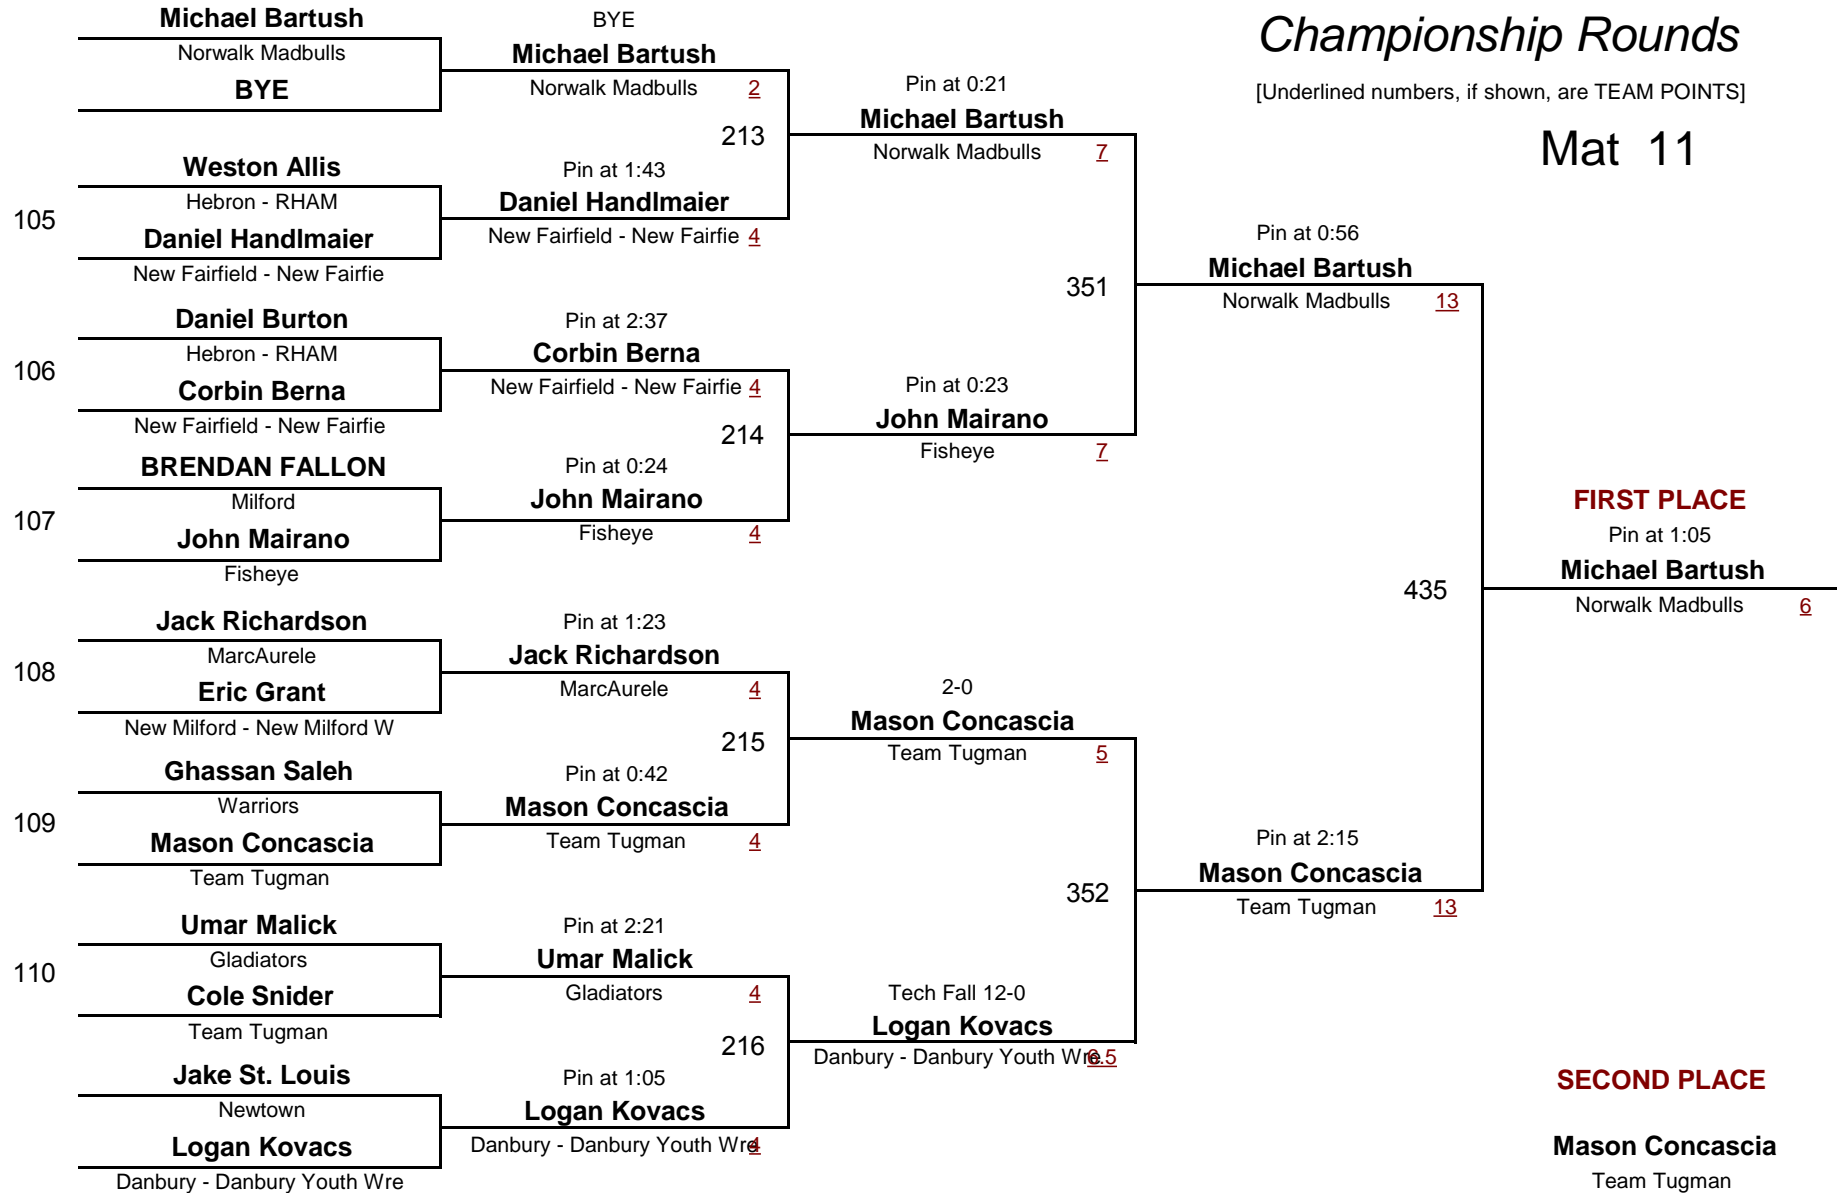 Championship Rounds
[Underlined numbers, if shown, are TEAM POINTS]
Mat 11
Michael Bartush
Norwalk Madbulls
BYE
105
Weston Allis
Hebron - RHAM
Daniel Handlmaier
New Fairfield - New Fairfie
106
Daniel Burton
Hebron - RHAM
Corbin Berna
New Fairfield - New Fairfie
107
BRENDAN FALLON
Milford
John Mairano
Fisheye
108
Jack Richardson
MarcAurele
Eric Grant
New Milford - New Milford W
109
Ghassan Saleh
Warriors
Mason Concascia
Team Tugman
110
Umar Malick
Gladiators
Cole Snider
Team Tugman
Jake St. Louis
Newtown
Logan Kovacs
Danbury - Danbury Youth Wre
BYE
Michael Bartush
Norwalk Madbulls 2
213
Pin at 1:43
Daniel Handlmaier
New Fairfield - New Fairfie 4
Pin at 2:37
Corbin Berna
New Fairfield - New Fairfie 4
214
Pin at 0:24
John Mairano
Fisheye 4
Pin at 1:23
Jack Richardson
MarcAurele 4
215
Pin at 0:42
Mason Concascia
Team Tugman 4
Pin at 2:21
Umar Malick
Gladiators 4
216
Pin at 1:05
Logan Kovacs
Danbury - Danbury Youth Wre 4
Pin at 0:21
Michael Bartush
Norwalk Madbulls 7
351
Pin at 0:23
John Mairano
Fisheye 7
2-0
Mason Concascia
Team Tugman 5
352
Tech Fall 12-0
Logan Kovacs
Danbury - Danbury Youth Wre 6.5
Pin at 0:56
Michael Bartush
Norwalk Madbulls 13
435
Pin at 2:15
Mason Concascia
Team Tugman 13
FIRST PLACE
Pin at 1:05
Michael Bartush
Norwalk Madbulls 6
SECOND PLACE
Mason Concascia
Team Tugman